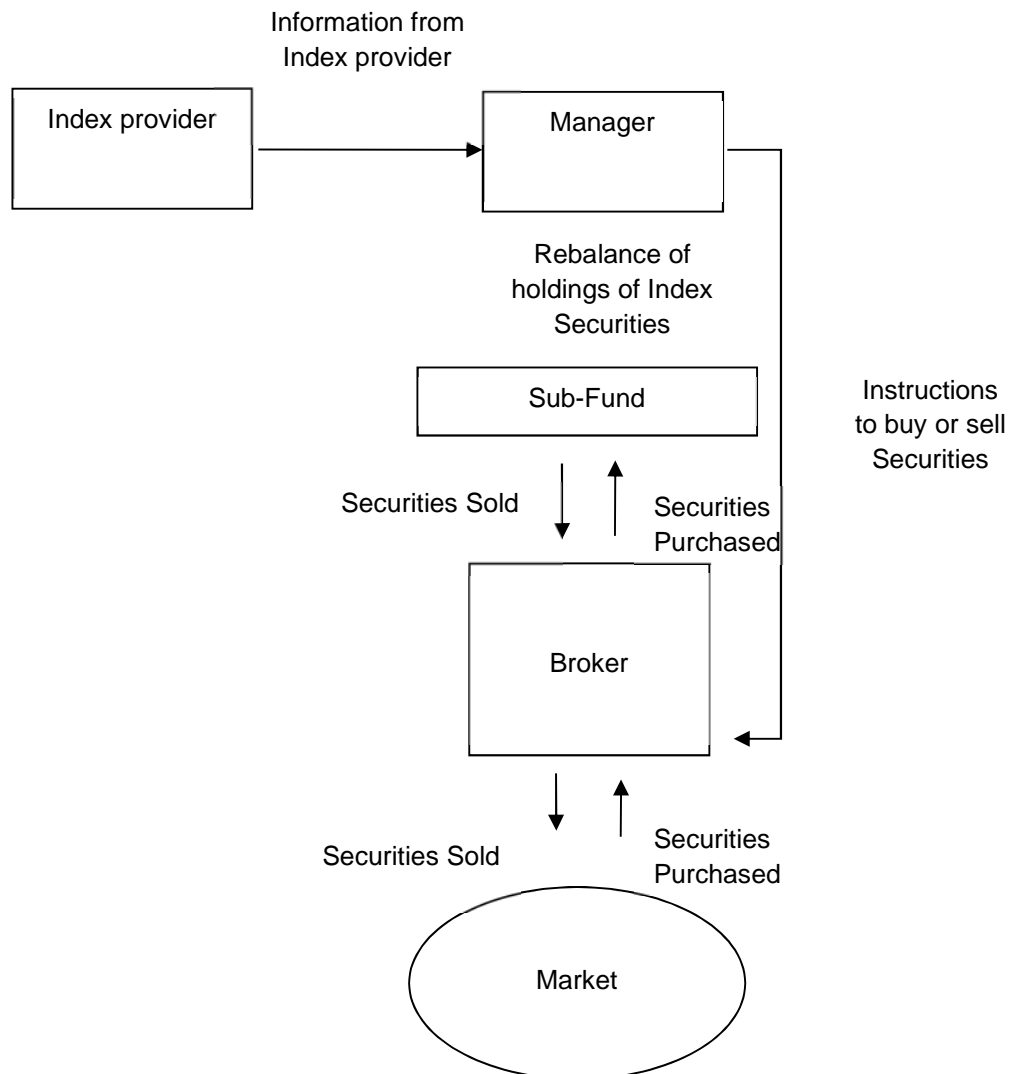 Information from
Index provider
Index provider
Manager
Rebalance of
holdings of Index
Securities
Sub-Fund
Instructions
to buy or sell
Securities
Securities Sold
Securities
Purchased
Broker
Securities Sold
Securities
Purchased
Market